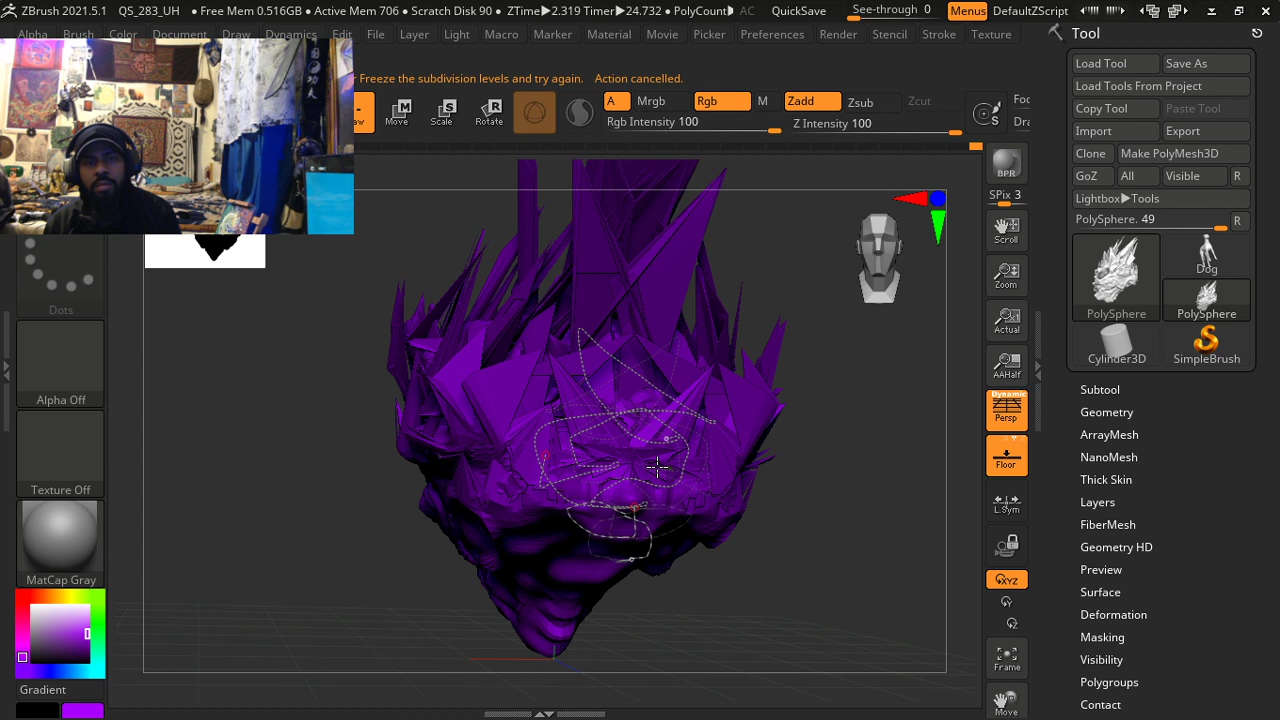 ZBrush 2021.5.1 QS_283_UH • Free Mem 0.516GB • Active Mem 706 • Scratch Disk 90 • ZTime▶2.319 Timer▶24.732 • PolyCount▶ AC QuickSave See-through 0 Menus DefaultZScript
Alpha Brush Color Document Draw Dynamics Edit File Layer Light Macro Marker Material Movie Picker Preferences Render Stencil Stroke Texture
Tool
Freeze the subdivision levels and try again. Action cancelled.
Move Scale Rotate
A Mrgb Rgb M Zadd Zsub Zcut
Rgb Intensity 100 Z Intensity 100
Foc
Dra
Load Tool Save As
Load Tools From Project
Copy Tool Paste Tool
Import Export
Clone Make PolyMesh3D
GoZ All Visible R
Lightbox▶Tools
PolySphere. 49 R
PolySphere
Dog
PolySphere
Cylinder3D SimpleBrush
Subtool
Geometry
ArrayMesh
NanoMesh
Thick Skin
Layers
FiberMesh
Geometry HD
Preview
Surface
Deformation
Masking
Visibility
Polygroups
Contact
BPR
SPix 3
Scroll
Zoom
Actual
AAHalf
Dynamic
Persp
Floor
L.Sym
XYZ
Frame
Move
Dots
Alpha Off
Texture Off
MatCap Gray
Gradient